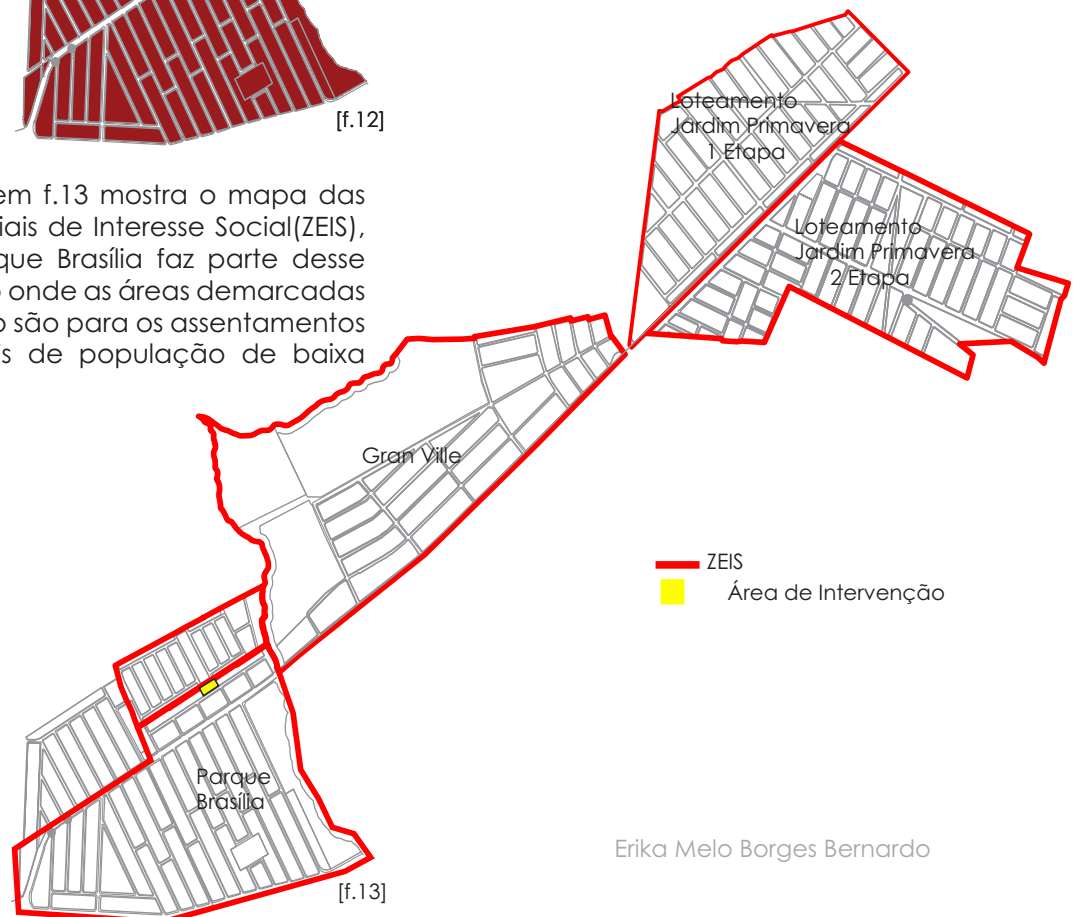 [f.12]
em f.13 mostra o mapa das
iais de Interesse Social(ZEIS),
que Brasília faz parte desse
o onde as áreas demarcadas
o são para os assentamentos
is de população de baixa
Loteamento
Jardim Primavera
1 Etapa
Loteamento
Jardim Primavera
2 Etapa
Gran Ville
ZEIS
Área de Intervenção
Parque
Brasília
[f.13]
Erika Melo Borges Bernardo